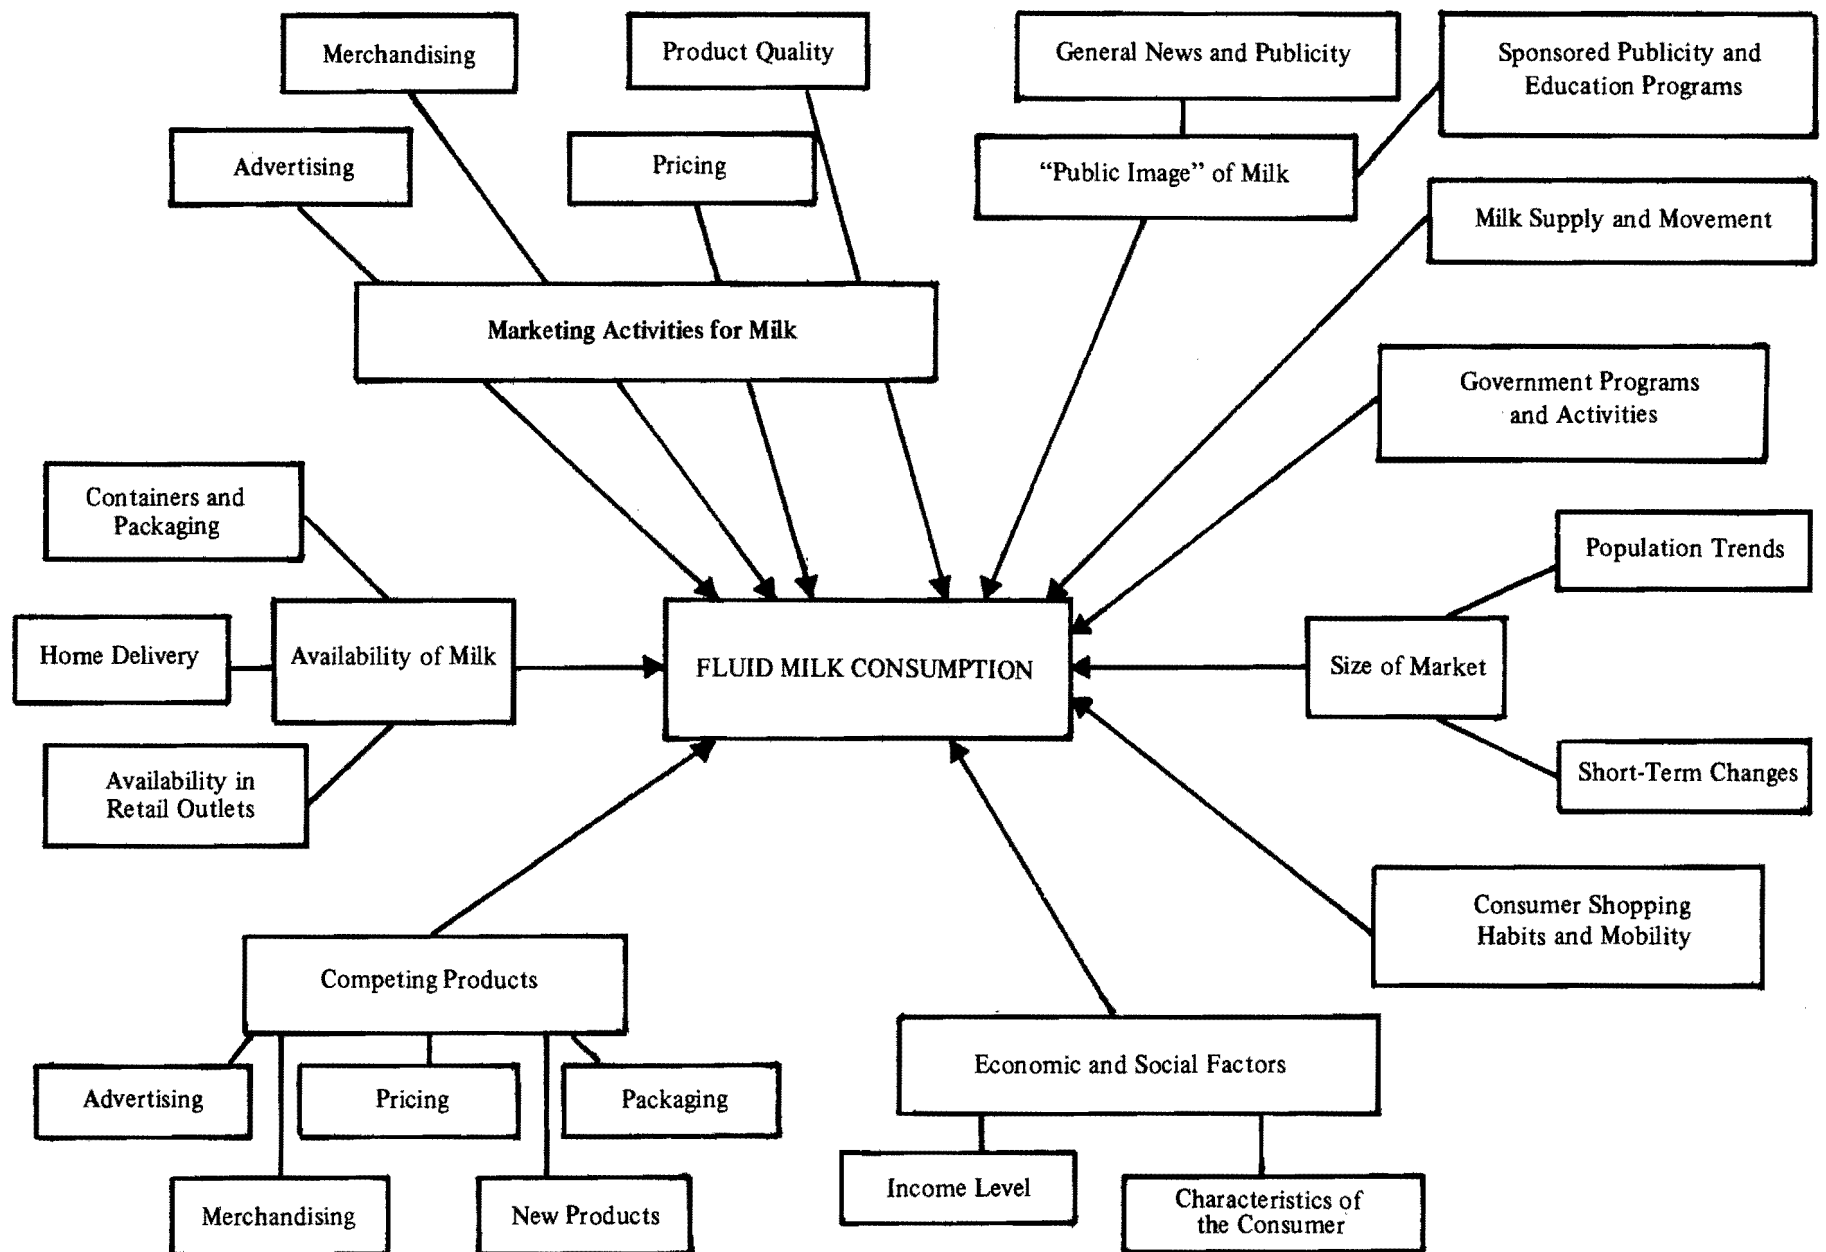 Merchandising
Product Quality
General News and Publicity
Sponsored Publicity and
Education Programs
Advertising
Pricing
“Public Image” of Milk
Milk Supply and Movement
Marketing Activities for Milk
Government Programs
and Activities
Containers and
Packaging
Population Trends
Home Delivery
Availability of Milk
FLUID MILK CONSUMPTION
Size of Market
Availability in
Retail Outlets
Short-Term Changes
Consumer Shopping
Habits and Mobility
Competing Products
Economic and Social Factors
Advertising
Pricing
Packaging
Merchandising
New Products
Income Level
Characteristics of
the Consumer